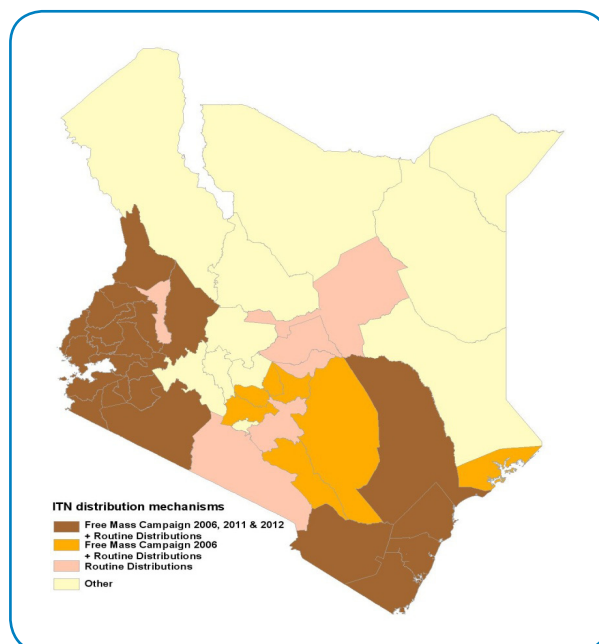 ITN distribution mechanisms
Free Mass Campaign 2006, 2011 & 2012
+ Routine Distributions
Free Mass Campaign 2006
+ Routine Distributions
Routine Distributions
Other